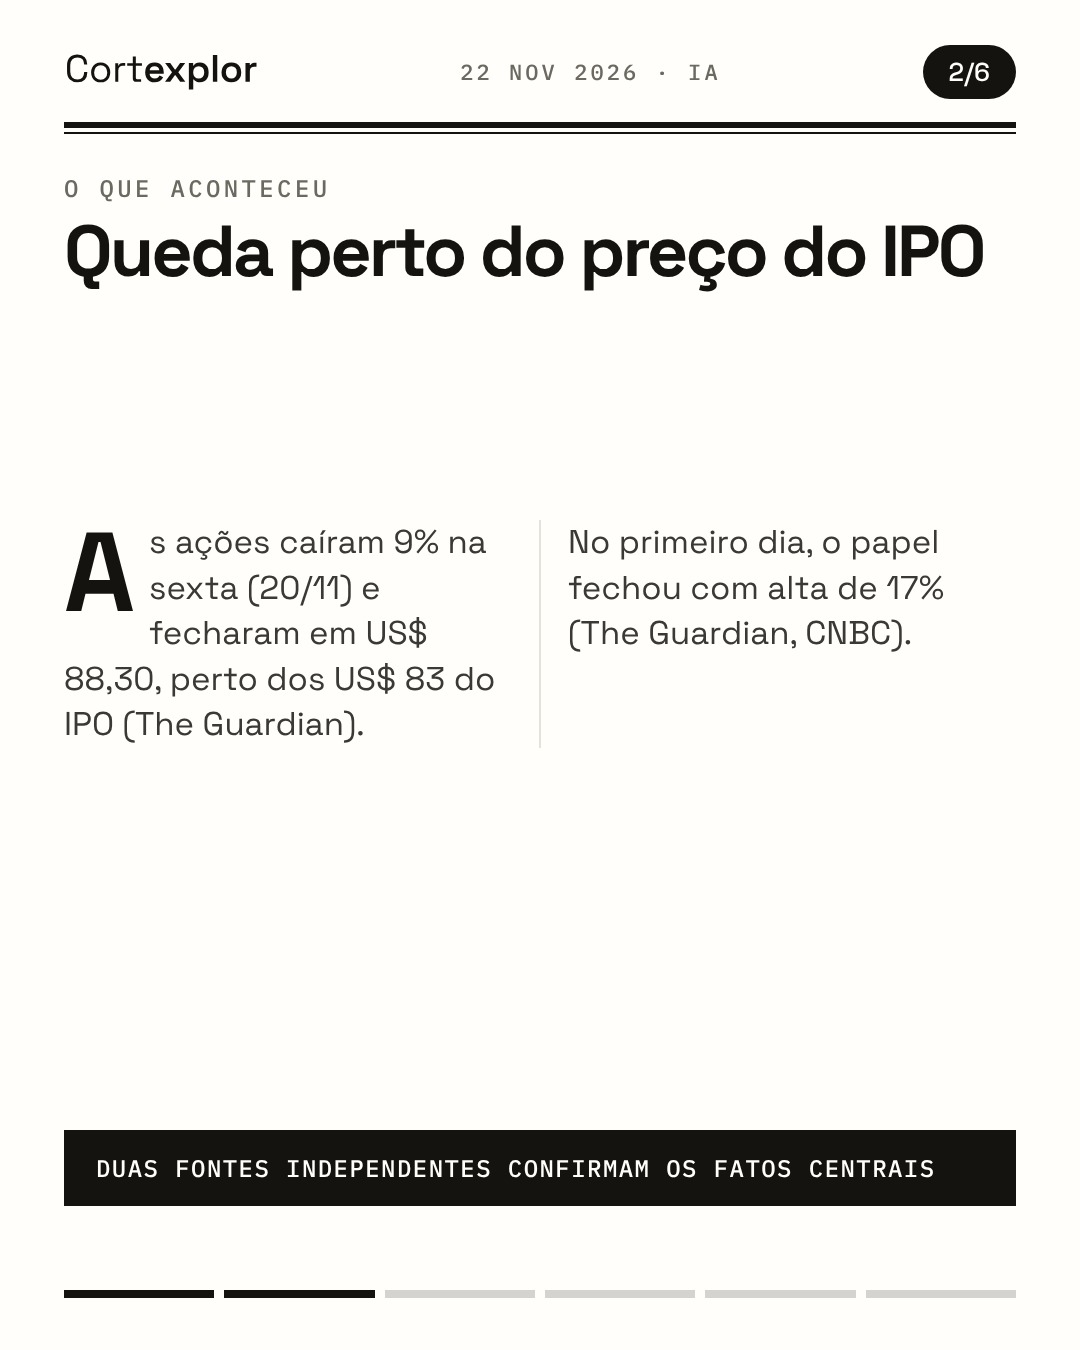 Cortexplor
22 NOV 2026 · IA
2/6
O QUE ACONTECEU
Queda perto do preço do IPO
As ações caíram 9% na
sexta (20/11) e
fecharam em US$
88,30, perto dos US$ 83 do
IPO (The Guardian).
No primeiro dia, o papel
fechou com alta de 17%
(The Guardian, CNBC).
DUAS FONTES INDEPENDENTES CONFIRMAM OS FATOS CENTRAIS